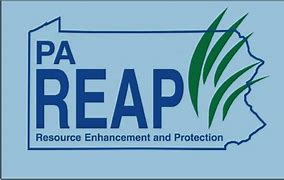 PA
REAP
Resource Enhancement and Protection